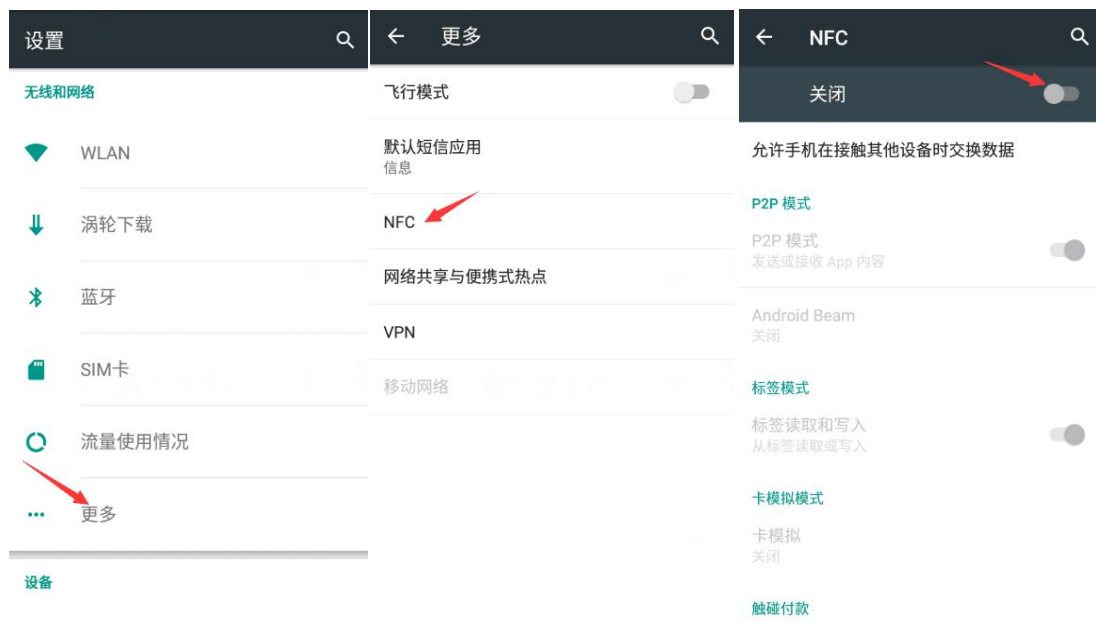 设置
无线和网络
WLAN
涡轮下载
蓝牙
SIM卡
流量使用情况
更多
设备
更多
飞行模式
默认短信应用
信息
NFC
网络共享与便携式热点
VPN
移动网络
NFC
关闭
允许手机在接触其他设备时交换数据
P2P 模式
P2P 模式
发送或接收 App 内容
Android Beam
关闭
标签模式
标签读取和写入
从标签读取或写入
卡模拟模式
卡模拟
关闭
触碰付款